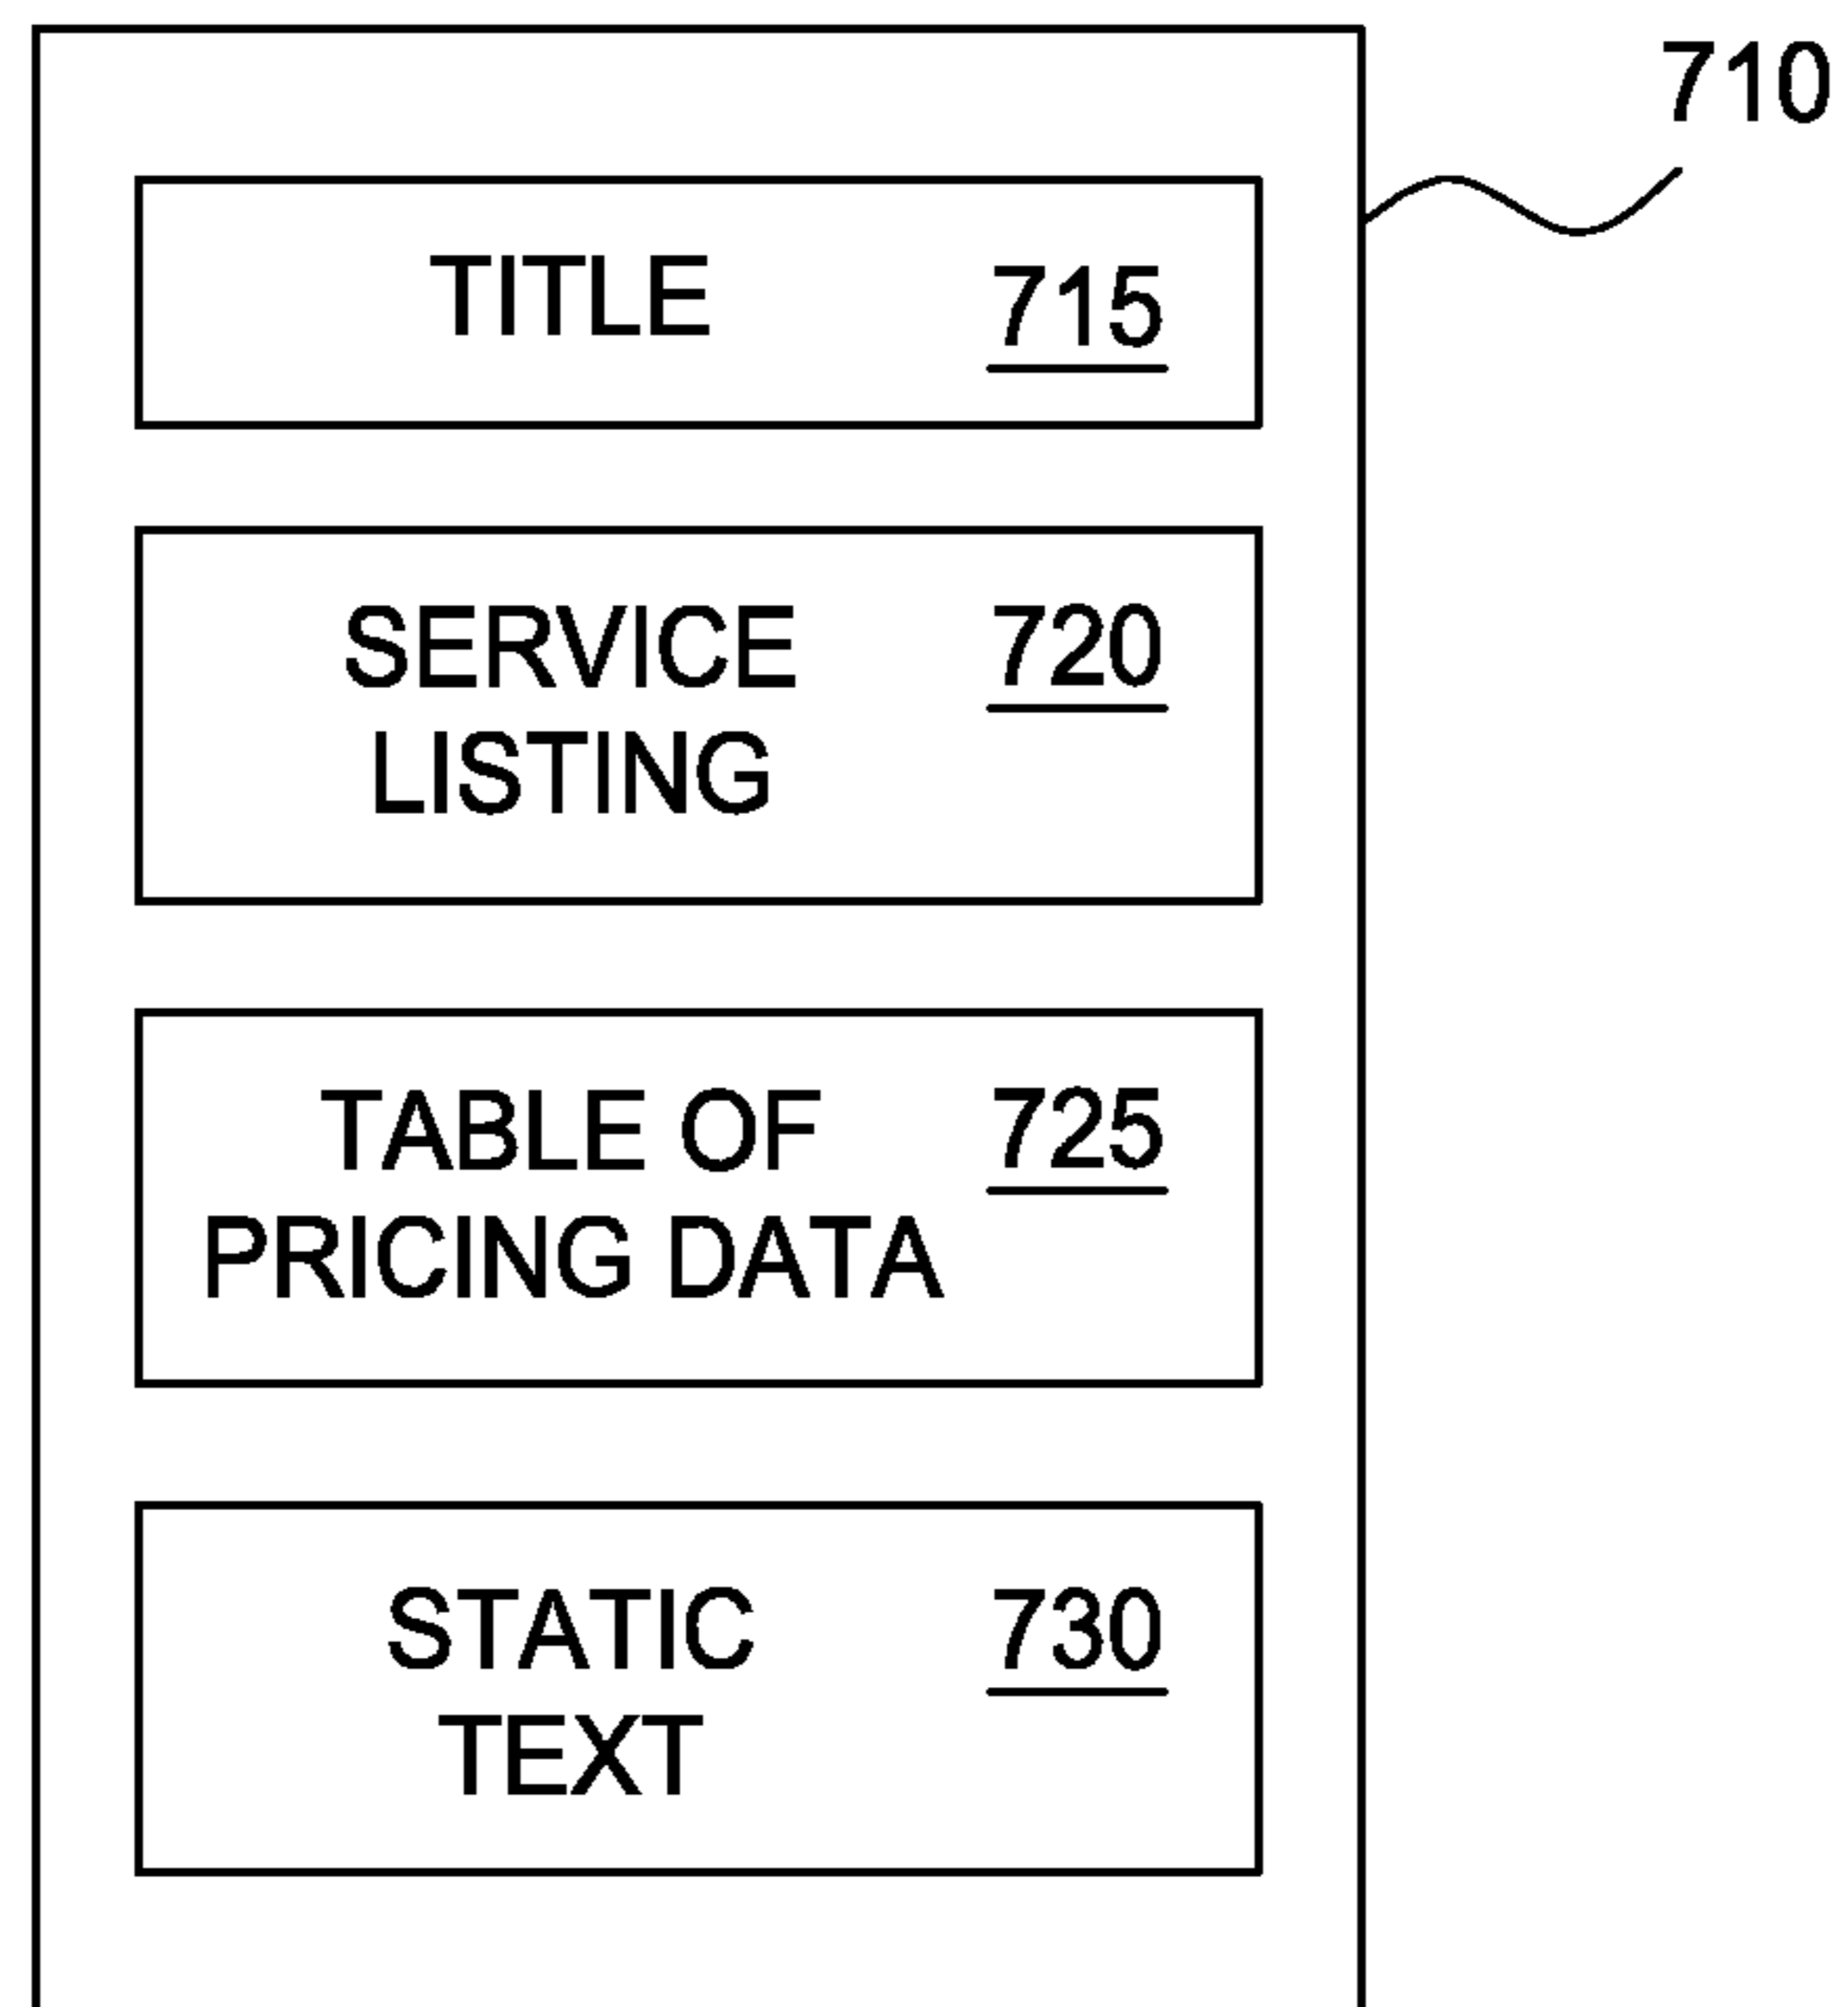 710
TITLE 715
SERVICE 720
LISTING
TABLE OF 725
PRICING DATA
STATIC 730
TEXT